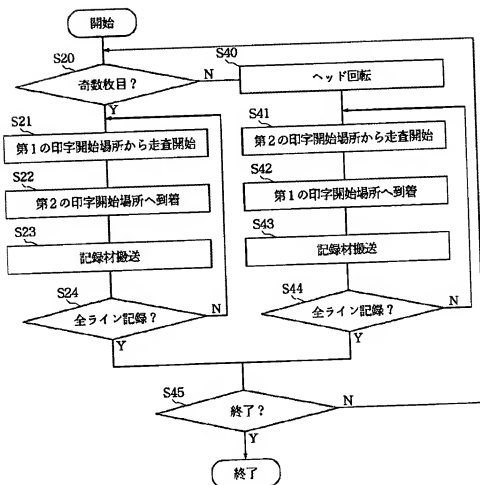 開始
S20
奇数枚目?
N
Y
S21
第1の印字開始場所から走査開始
S22
第2の印字開始場所へ到着
S23
記録材搬送
S24
全ライン記録?
N
Y
S40
ヘッド回転
S41
第2の印字開始場所から走査開始
S42
第1の印字開始場所へ到着
S43
記録材搬送
S44
全ライン記録?
N
Y
S45
終了?
N
Y
終了